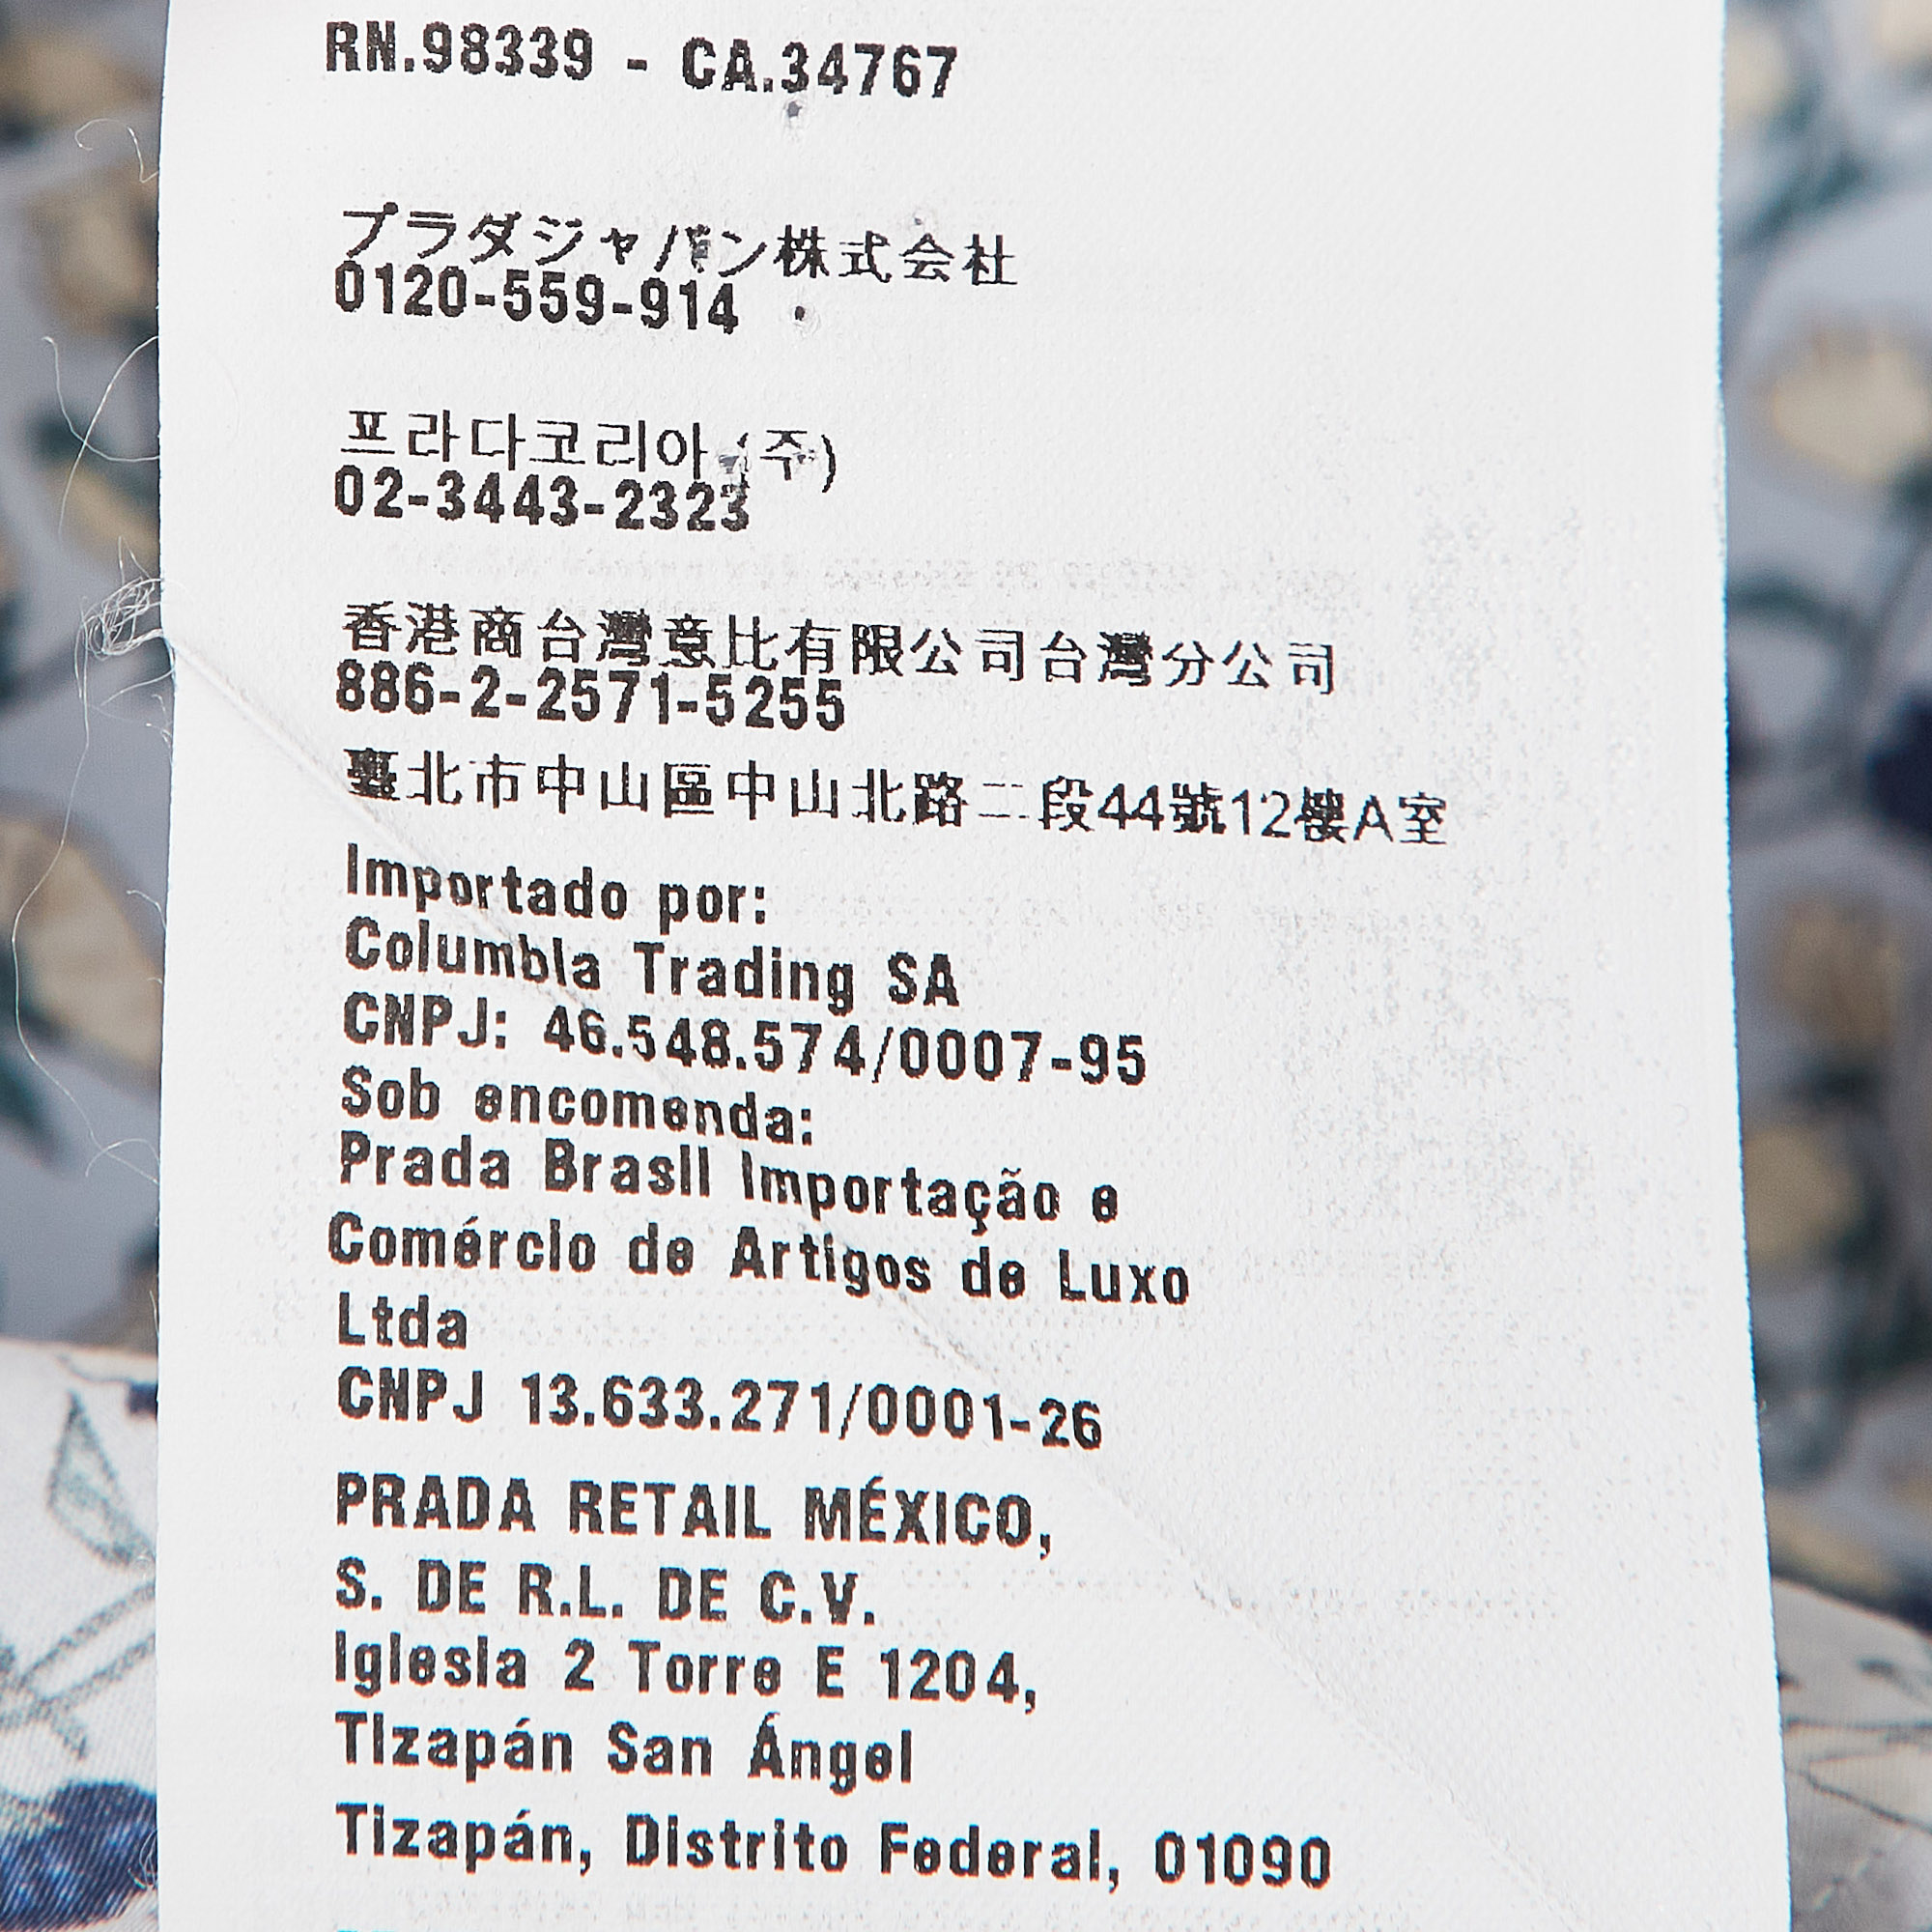 RN.98339 - CA.34767
プラダジャパン株式会社
0120-559-914
프라다코리아(주)
02-3443-2323
香港商台灣意比有限公司台灣分公司
886-2-2571-5255
臺北市中山區中山北路二段44號12樓A室
Importado por:
Columbia Trading SA
CNPJ: 46.548.574/0007-95
Sob encomenda:
Prada Brasil Importação e
Comércio de Artigos de Luxo
Ltda
CNPJ 13.633.271/0001-26
PRADA RETAIL MÉXICO,
S. DE R.L. DE C.V.
Iglesia 2 Torre E 1204,
Tizapán San Ángel
Tizapán, Distrito Federal, 01090